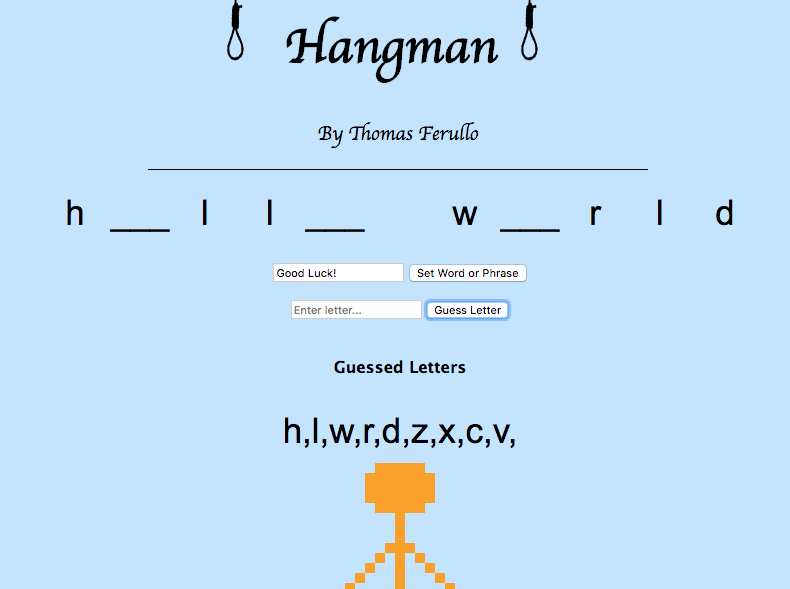 Hangman
By Thomas Ferullo
h ___ l l ___ w ___ r l d
Good Luck! Set Word or Phrase
Enter letter... Guess Letter
Guessed Letters
h,l,w,r,d,z,x,c,v,